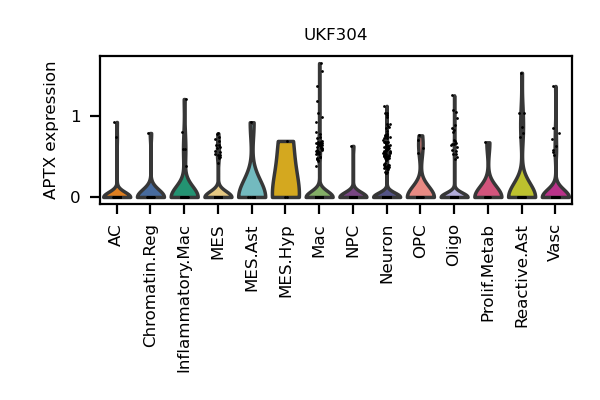 UKF304
APTX expression
1
0
AC
Chromatin.Reg
Inflammatory.Mac
MES
MES.Ast
MES.Hyp
Mac
NPC
Neuron
OPC
Oligo
Prolif.Metab
Reactive.Ast
Vasc